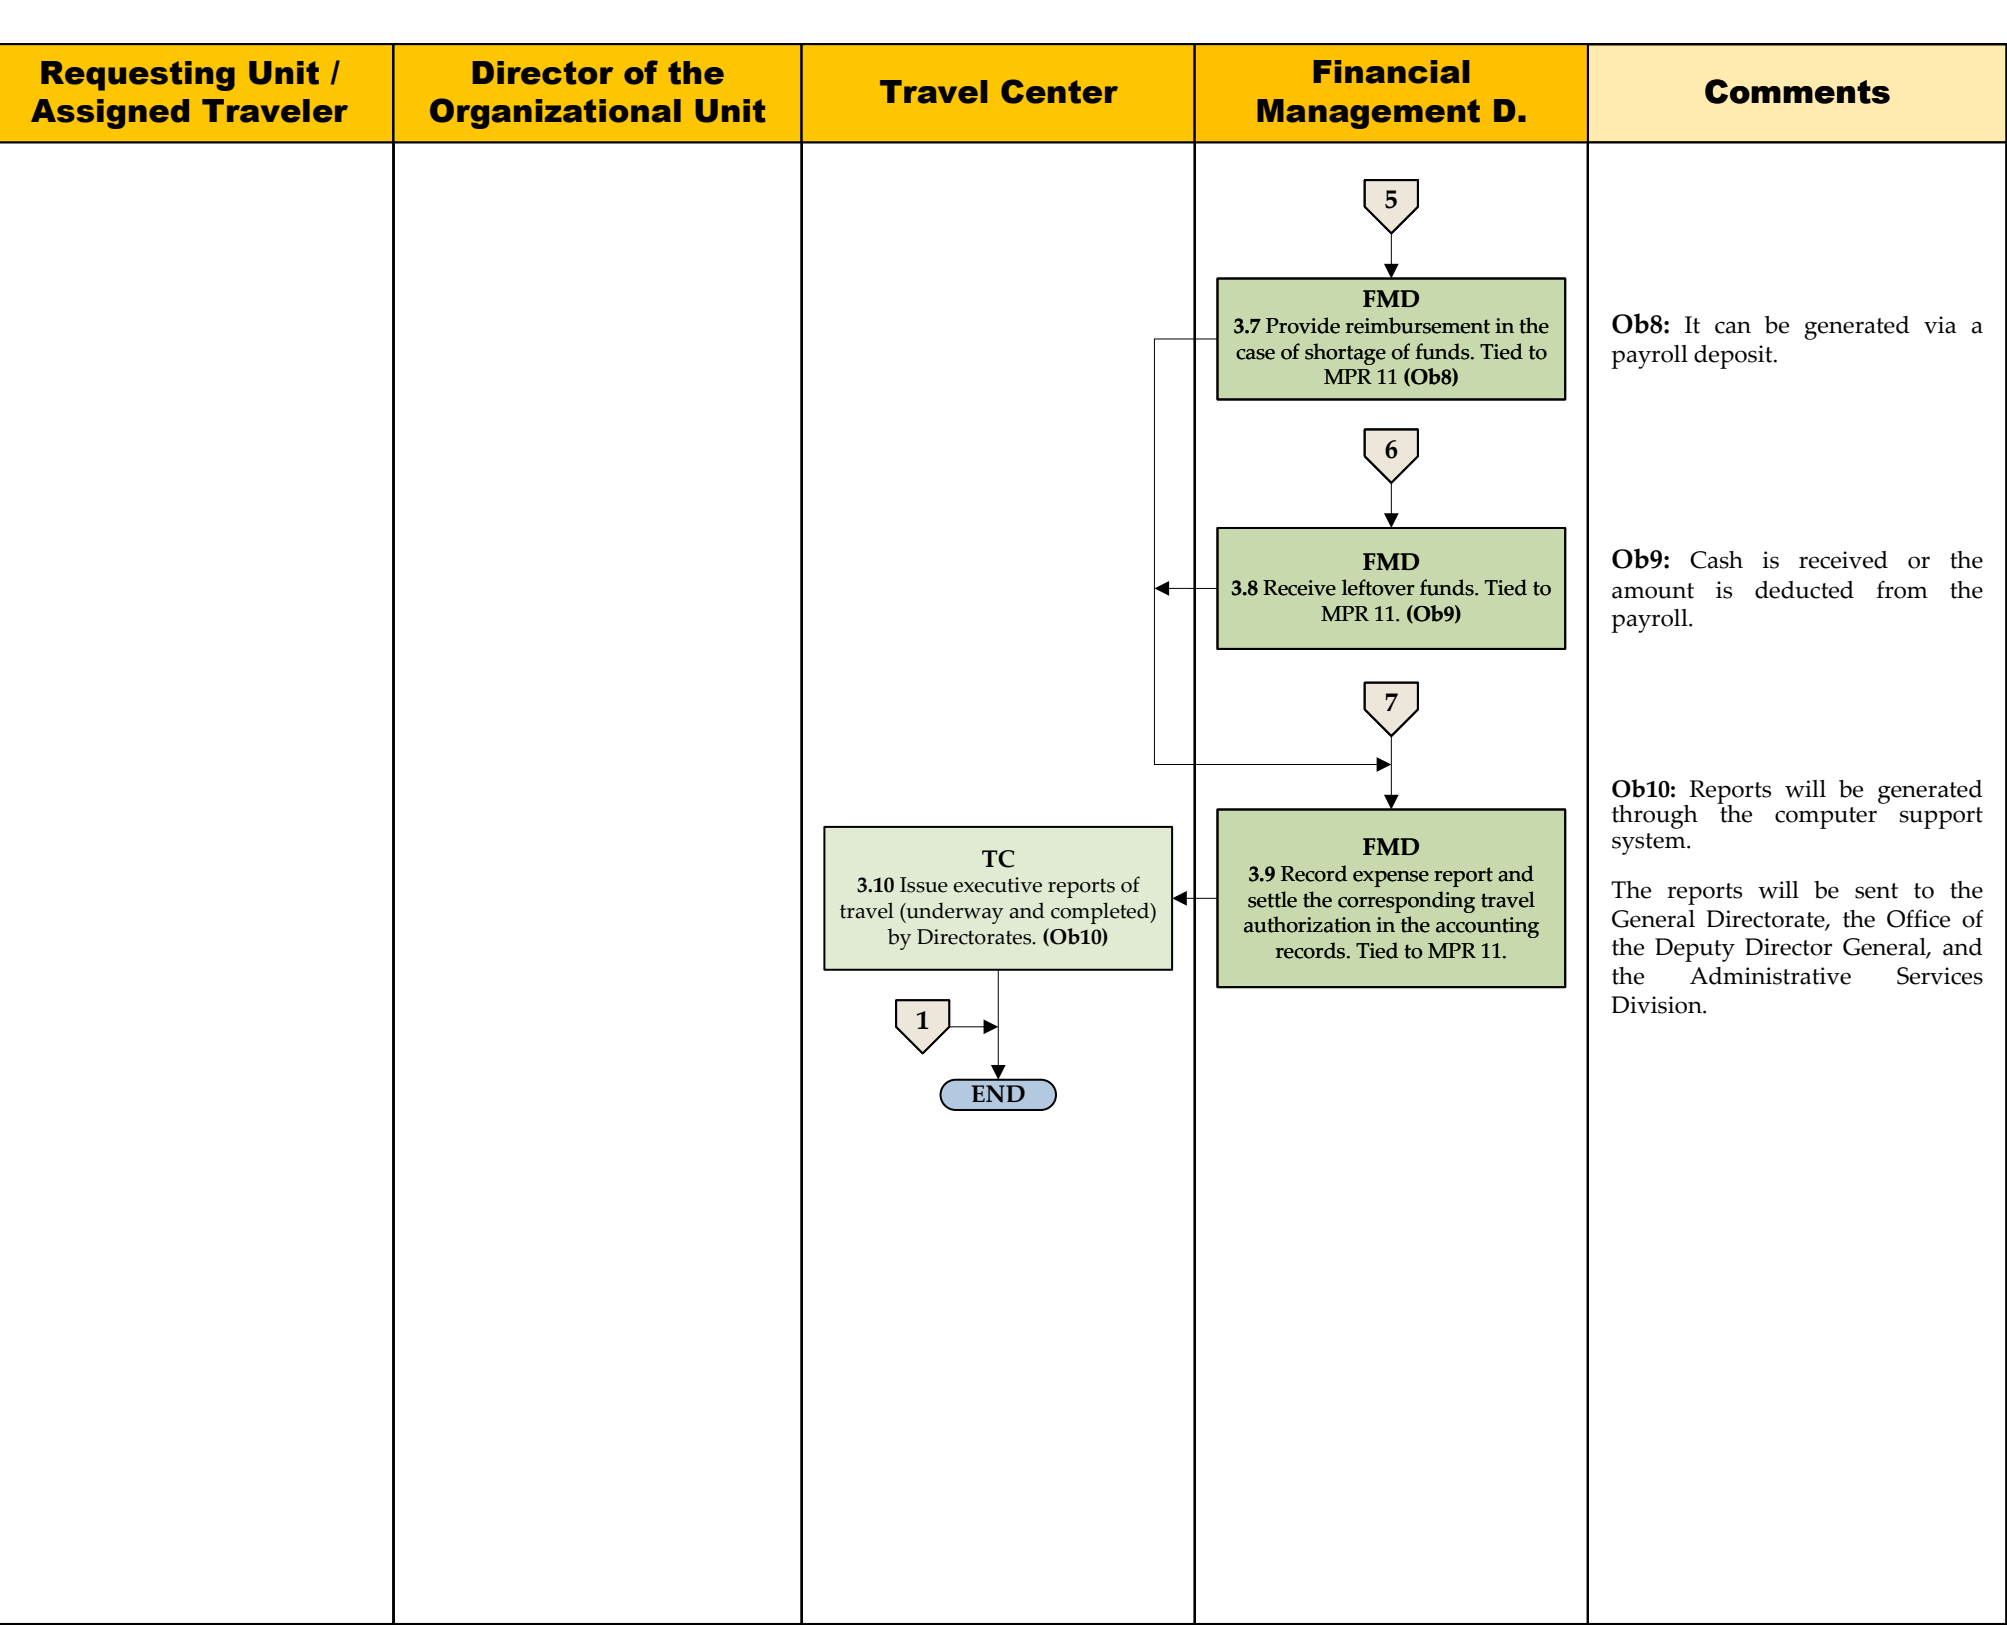 Requesting Unit /
Assigned Traveler
Director of the
Organizational Unit
Travel Center
Financial
Management D.
Comments
5
FMD
3.7 Provide reimbursement in the
case of shortage of funds. Tied to
MPR 11 (Ob8)
Ob8: It can be generated via a
payroll deposit.
6
FMD
3.8 Receive leftover funds. Tied to
MPR 11. (Ob9)
Ob9: Cash is received or the
amount is deducted from the
payroll.
7
FMD
3.9 Record expense report and
settle the corresponding travel
authorization in the accounting
records. Tied to MPR 11.
TC
3.10 Issue executive reports of
travel (underway and completed)
by Directorates. (Ob10)
Ob10: Reports will be generated
through the computer support
system.
The reports will be sent to the
General Directorate, the Office of
the Deputy Director General, and
the Administrative Services
Division.
1
END